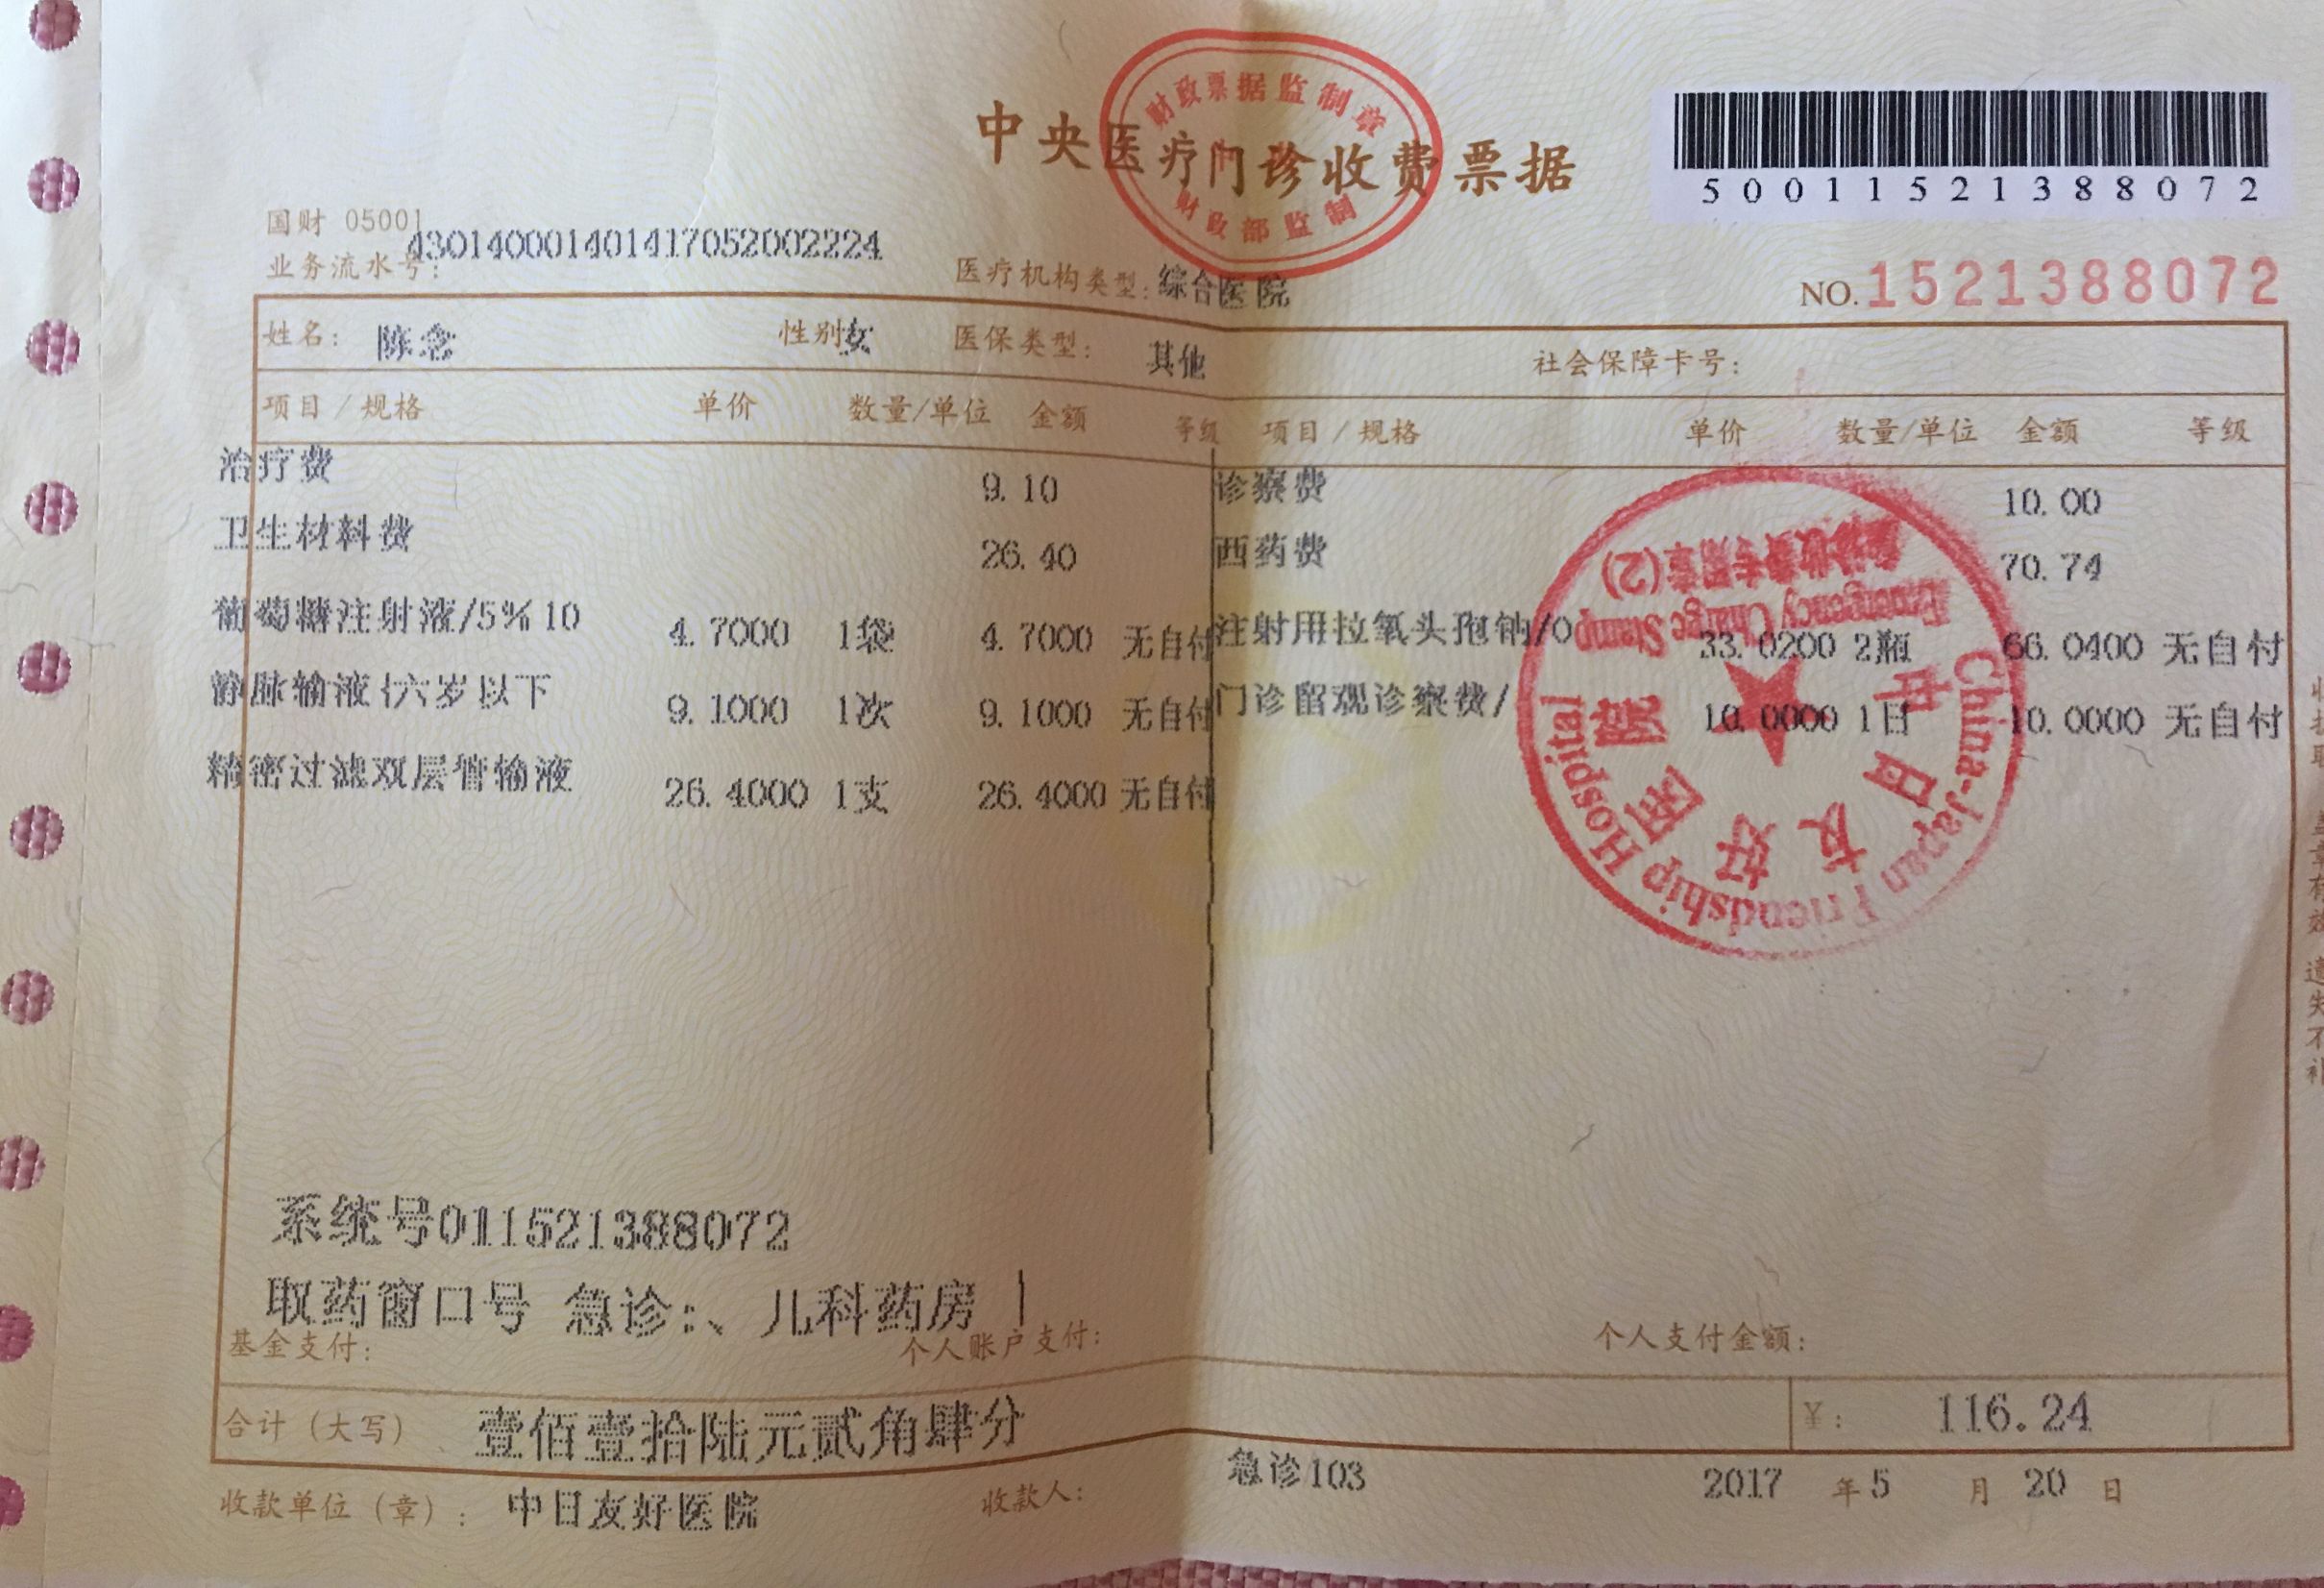 中央医疗门诊收费票据
财政票据监制章
财政部监制
5001152138 8072
国财 05001
业务流水号: 430140001401417052002224
医疗机构类型: 综合医院
NO. 1521388072
姓名: 陈念 性别 女 医保类型: 其他 社会保障卡号:
项目/规格 单价 数量/单位 金额 等级 项目/规格 单价 数量/单位 金额 等级
治疗费 9.10 诊察费 10.00
卫生材料费 26.40 西药费 70.74
葡萄糖注射液/5%10 4.7000 1袋 4.7000 无自付 注射用拉氧头孢钠/0 33.0200 2瓶 66.0400 无自付
静脉输液(六岁以下 9.1000 1次 9.1000 无自付 门诊留观诊察费/ 10.0000 1日 10.0000 无自付
精密过滤双层管输液 26.4000 1支 26.4000 无自付
中日友好医院
China-Japan Friendship Hospital
Emergency Charge Stamp
急诊收费专用章(2)
系统号011521388072
取药窗口号 急诊:、儿科药房
基金支付: 个人账户支付: 个人支付金额:
合计(大写) 壹佰壹拾陆元贰角肆分 ¥: 116.24
收款单位(章): 中日友好医院 收款人: 急诊103 2017 年 5 月 20 日